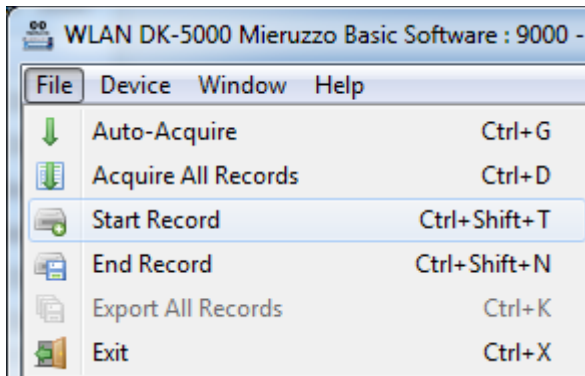 WLAN DK-5000 Mieruzzo Basic Software : 9000 -
File Device Window Help
Auto-Acquire Ctrl+G
Acquire All Records Ctrl+D
Start Record Ctrl+Shift+T
End Record Ctrl+Shift+N
Export All Records Ctrl+K
Exit Ctrl+X